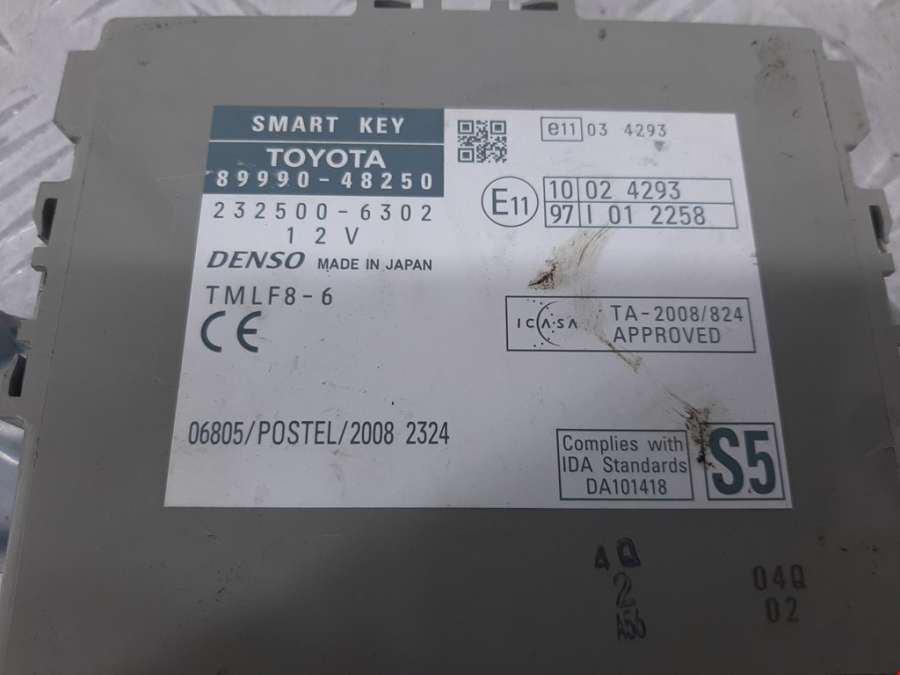 SMART KEY
TOYOTA
89990-48250
232500-6302
12V
DENSO MADE IN JAPAN
TMLF8-6
CE
06805/POSTEL/2008 2324
e11 03 4293
E11
10 02 4293
97 I 01 2258
ICASA
TA-2008/824
APPROVED
Complies with
IDA Standards
DA101418
S5
4Q
2
A56
04Q
02